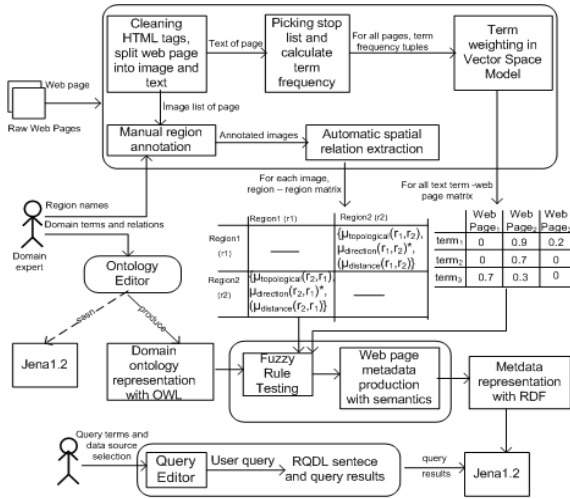 Cleaning
HTML tags,
split web page
into image and
text
Text of page
Picking stop
list and
calculate
term
frequency
For all pages, term
frequency tuples
Term
weighting in
Vector Space
Model
Web page
Raw Web Pages
Image list of page
Manual region
annotation
Annotated images
Automatic spatial
relation extraction
Region names
Domain terms and relations
Domain
expert
For each image,
region – region matrix
For all text term -web
page matrix
Region1 (r1)
Region2 (r2)
Region1
(r1)
{μtopological(r1,r2),
μdirection(r1,r2)*,
(μdistance(r1,r2)}
Region2
(r2)
{μtopological(r2,r1),
μdirection(r2,r1)*,
(μdistance(r2,r1)}
Web
Page1
Web
Page2
Web
Page3
term1 0 0.9 0.2
term2 0 0.7 0
term3 0.7 0.3 0
Ontology
Editor
produce
Jena1.2
Domain
ontology
representation
with OWL
Fuzzy
Rule
Testing
Web page
metadata
production
with semantics
Metdata
representation
with RDF
Query terms and
data source
selection
Query
Editor
User query
RQDL sentece
and query results
query
results
Jena1.2